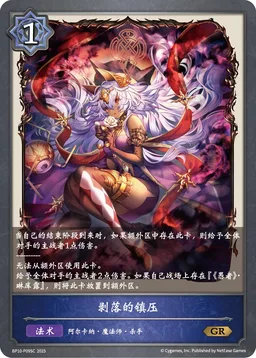 1
当自己的结束阶段到来时，如果额外区中存在此卡，则给予全体
对手的主战者1点伤害。
无法从额外区使用此卡。
给予全体对手的主战者1点伤害。如果自己战场上存在『《忍者》·
琳库露』，则将此卡放置到额外区。
剥落的镇压
法术
阿尔卡纳·魔法师·杀手
GR
© Cygames, Inc. Published by NetEase Games